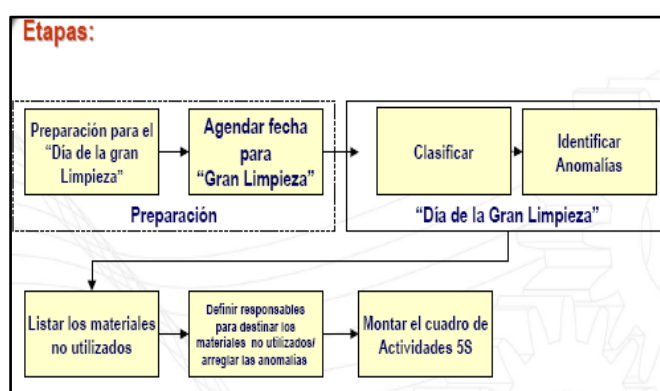 Etapas:
Preparación para el
“Día de la gran
Limpieza”
Agendar fecha
para
“Gran Limpieza”
Preparación
Clasificar
Identificar
Anomalías
“Día de la Gran Limpieza”
Listar los materiales
no utilizados
Definir responsables
para destinar los
materiales no utilizados/
arreglar las anomalías
Montar el cuadro de
Actividades 5S